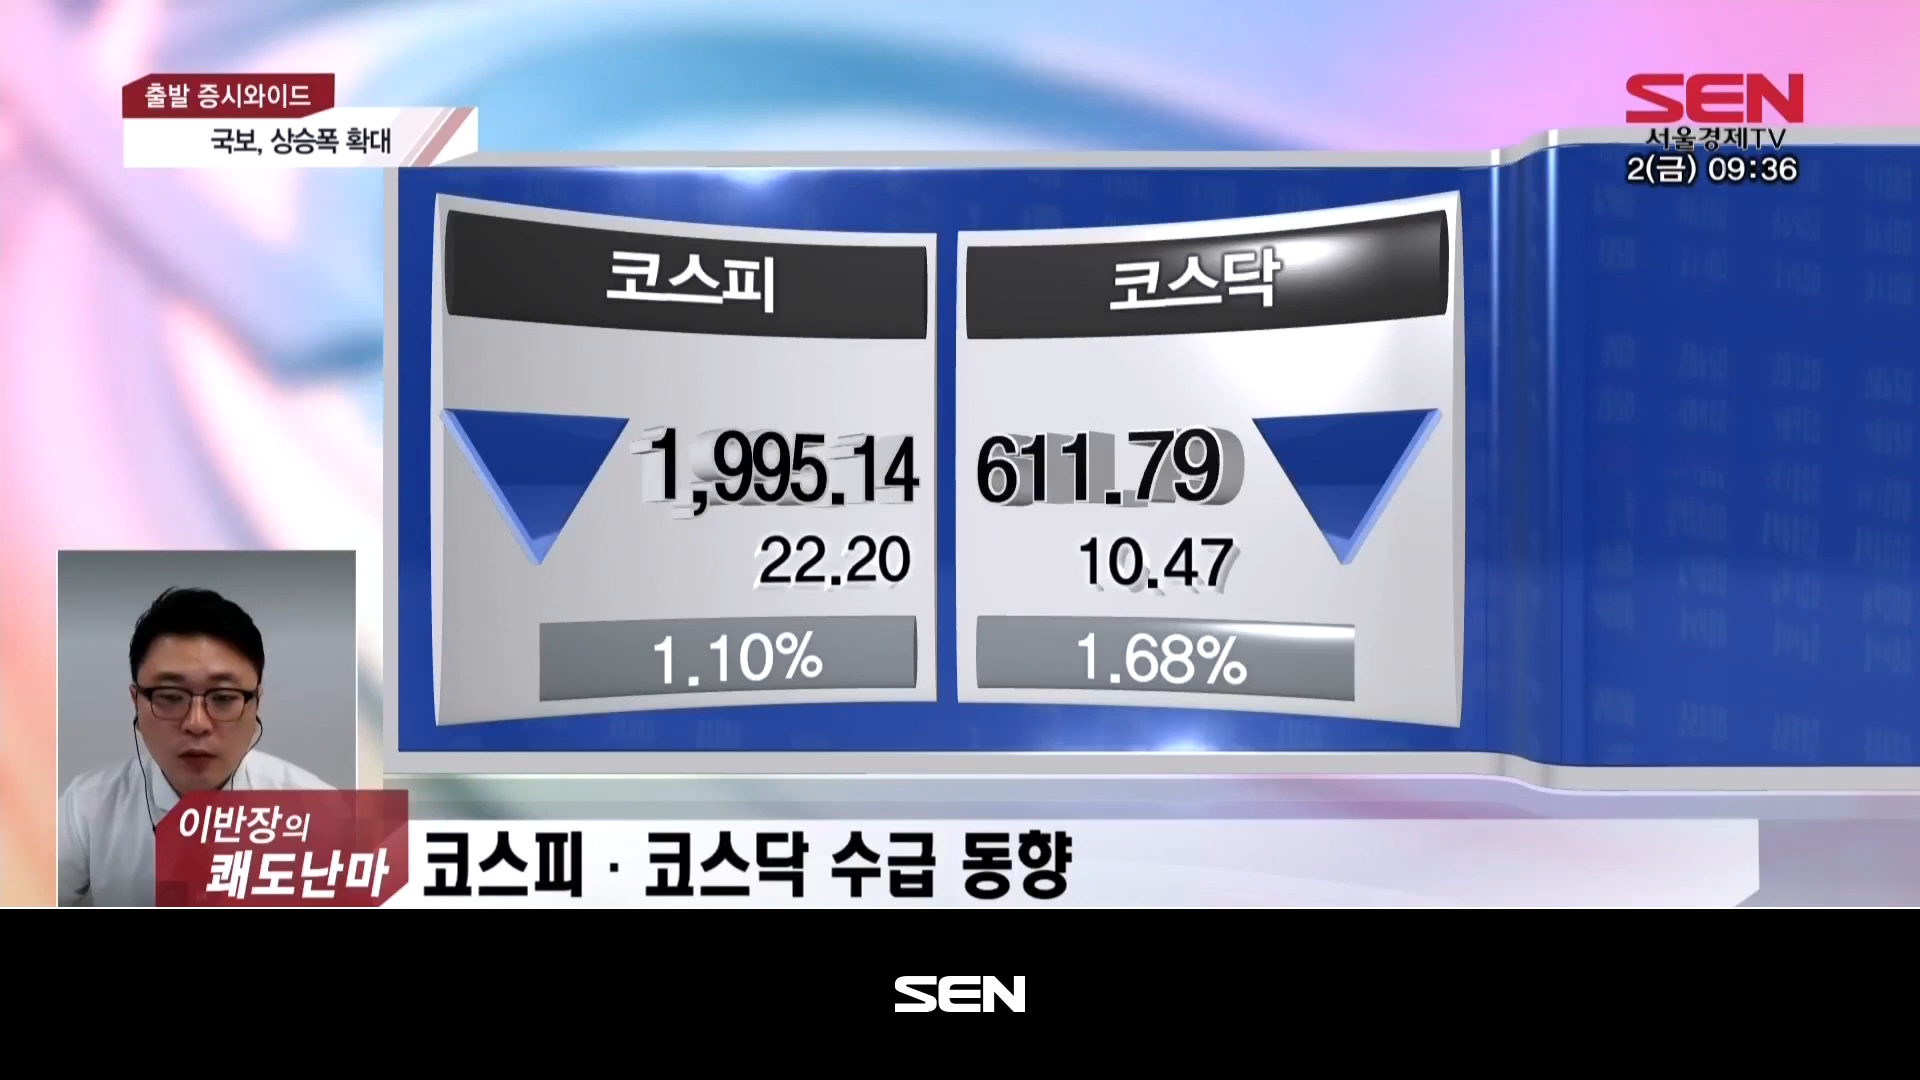 출발 증시와이드
국보, 상승폭 확대
SEN
서울경제TV
2(금) 09:36
코스피
1,995.14
22.20
1.10%
코스닥
611.79
10.47
1.68%
이반장의
쾌도난마
코스피 · 코스닥 수급 동향
SEN